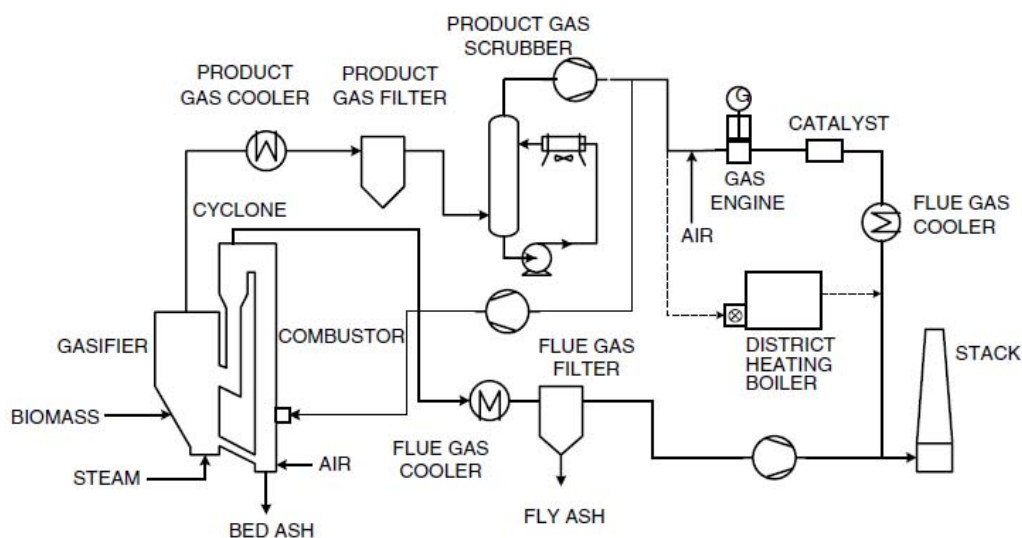 PRODUCT GAS
SCRUBBER
PRODUCT
GAS COOLER
PRODUCT
GAS FILTER
G
CATALYST
CYCLONE
GAS
ENGINE
FLUE GAS
COOLER
AIR
GASIFIER
COMBUSTOR
FLUE GAS
FILTER
DISTRICT
HEATING
BOILER
STACK
BIOMASS
FLUE GAS
COOLER
STEAM
AIR
BED ASH
FLY ASH